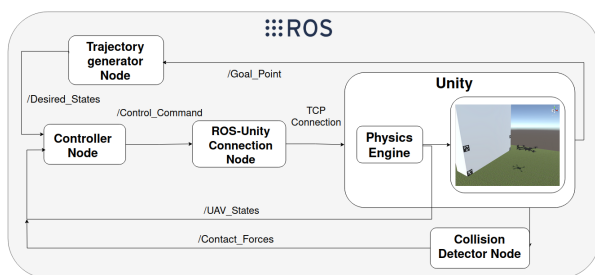 ROS
Trajectory
generator
Node
/Goal_Point
Unity
/Desired_States
/Control_Command
TCP
Connection
Controller
Node
ROS-Unity
Connection
Node
Physics
Engine
/UAV_States
/Contact_Forces
Collision
Detector Node